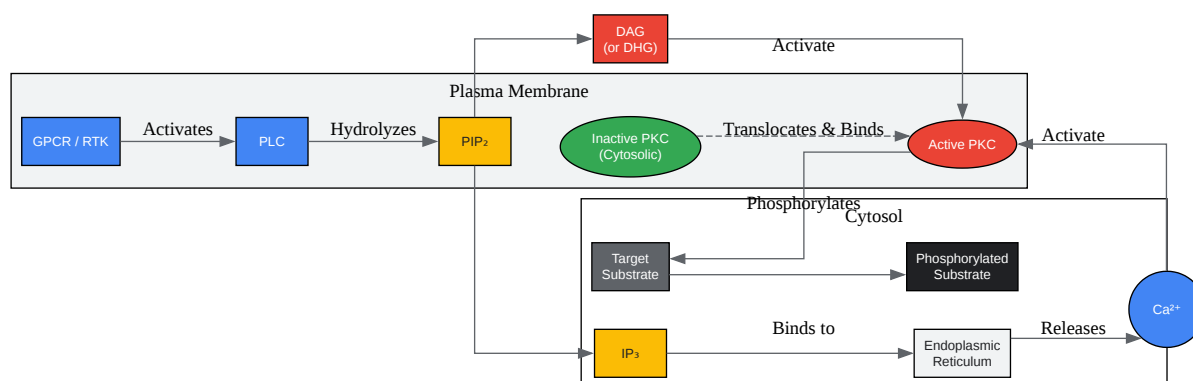 DAG
(or DHG)
Activate
Plasma Membrane
GPCR / RTK
Activates
PLC
Hydrolyzes
PIP₂
Inactive PKC
(Cytosolic)
Translocates & Binds
Active PKC
Activate
Phosphorylates
Cytosol
Target
Substrate
Phosphorylated
Substrate
Ca²⁺
IP₃
Binds to
Endoplasmic
Reticulum
Releases